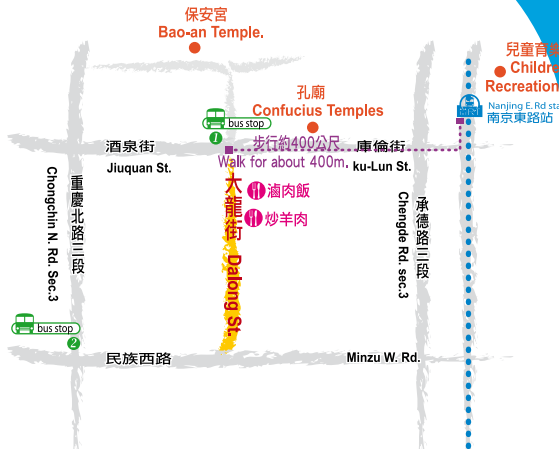 保安宮
Bao-an Temple.
兒童育
Childre
Recreation
孔廟
Confucius Temples
Nanjing E. Rd sta
南京東路站
bus stop
1
步行約400公尺
Walk for about 400m.
酒泉街
Jiuquan St.
庫倫街
ku-Lun St.
滷肉飯
炒羊肉
大龍街 Dalong St.
重慶北路三段
Chongchin N. Rd. Sec.3
承德路三段
Chengde Rd. sec.3
bus stop
2
民族西路
Minzu W. Rd.